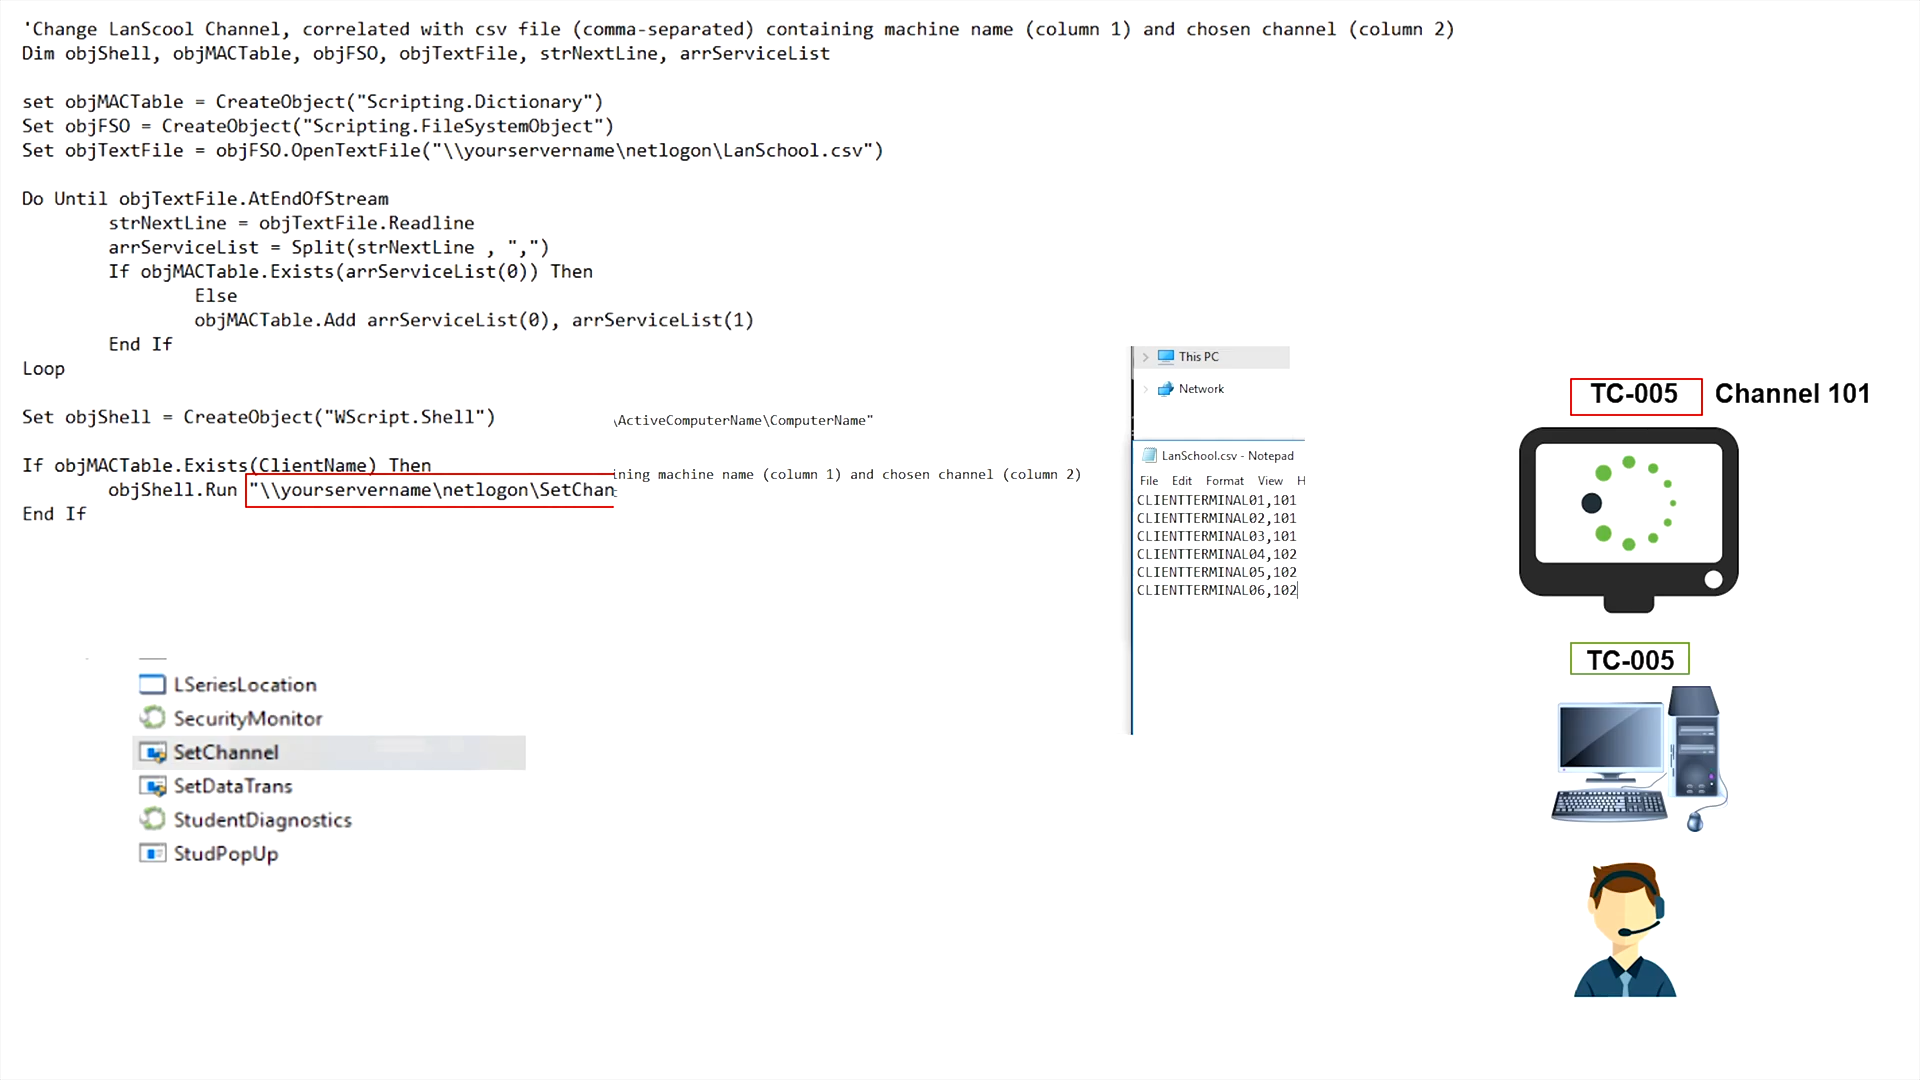 'Change LanScool Channel, correlated with csv file (comma-separated) containing machine name (column 1) and chosen channel (column 2)
Dim objShell, objMACTable, objFSO, objTextFile, strNextLine, arrServiceList
set objMACTable = CreateObject("Scripting.Dictionary")
Set objFSO = CreateObject("Scripting.FileSystemObject")
Set objTextFile = objFSO.OpenTextFile("\\yourservername\netlogon\LanSchool.csv")
Do Until objTextFile.AtEndOfStream
strNextLine = objTextFile.Readline
arrServiceList = Split(strNextLine , ",")
If objMACTable.Exists(arrServiceList(0)) Then
Else
objMACTable.Add arrServiceList(0), arrServiceList(1)
End If
Loop
Set objShell = CreateObject("WScript.Shell")
If objMACTable.Exists(ClientName) Then
objShell.Run "\\yourservername\netlogon\SetChan
End If
\ActiveComputerName\ComputerName"
ining machine name (column 1) and chosen channel (column 2)
This PC
Network
LanSchool.csv - Notepad
File Edit Format View H
CLIENTTERMINAL01,101
CLIENTTERMINAL02,101
CLIENTTERMINAL03,101
CLIENTTERMINAL04,102
CLIENTTERMINAL05,102
CLIENTTERMINAL06,102
TC-005 Channel 101
TC-005
LSeriesLocation
SecurityMonitor
SetChannel
SetDataTrans
StudentDiagnostics
StudPopUp